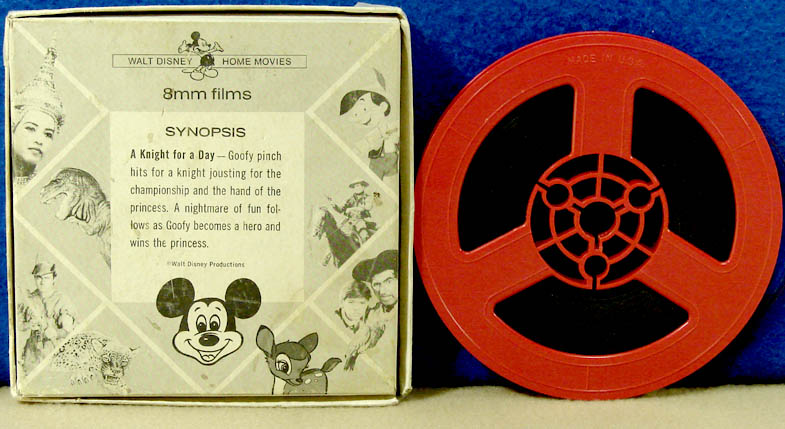 WALT DISNEY HOME MOVIES
8mm films
SYNOPSIS
A Knight for a Day — Goofy pinch
hits for a knight jousting for the
championship and the hand of the
princess. A nightmare of fun fol-
lows as Goofy becomes a hero and
wins the princess.
©Walt Disney Productions
MADE IN U.S.A.